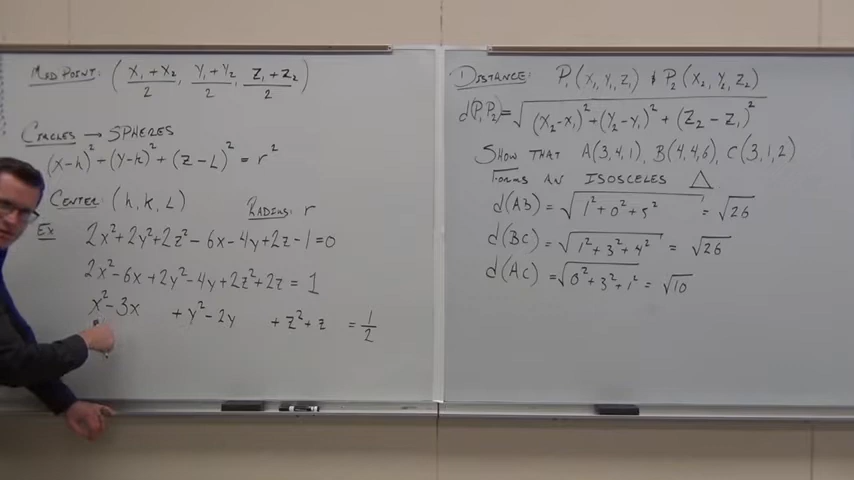 MIDPOINT: ( X₁ + X₂ / 2 , Y₁ + Y₂ / 2 , Z₁ + Z₂ / 2 )
CIRCLES → SPHERES
(x-h)² + (y-k)² + (z-L)² = r²
CENTER: (h, k, L)
RADIUS: r
Ex 2x² + 2y² + 2z² - 6x - 4y + 2z - 1 = 0
2x² - 6x + 2y² - 4y + 2z² + 2z = 1
x² - 3x + y² - 2y + z² + z = 1/2
DISTANCE: P₁(X₁, Y₁, Z₁) & P₂(X₂, Y₂, Z₂)
d(P₁P₂) = √(X₂-X₁)² + (Y₂-Y₁)² + (Z₂-Z₁)²
SHOW THAT A(3,4,1), B(4,4,6), C(3,1,2)
FORMS AN ISOSCELES △
d(AB) = √1² + 0² + 5² = √26
d(BC) = √1² + 3² + 4² = √26
d(AC) = √0² + 3² + 1² = √10